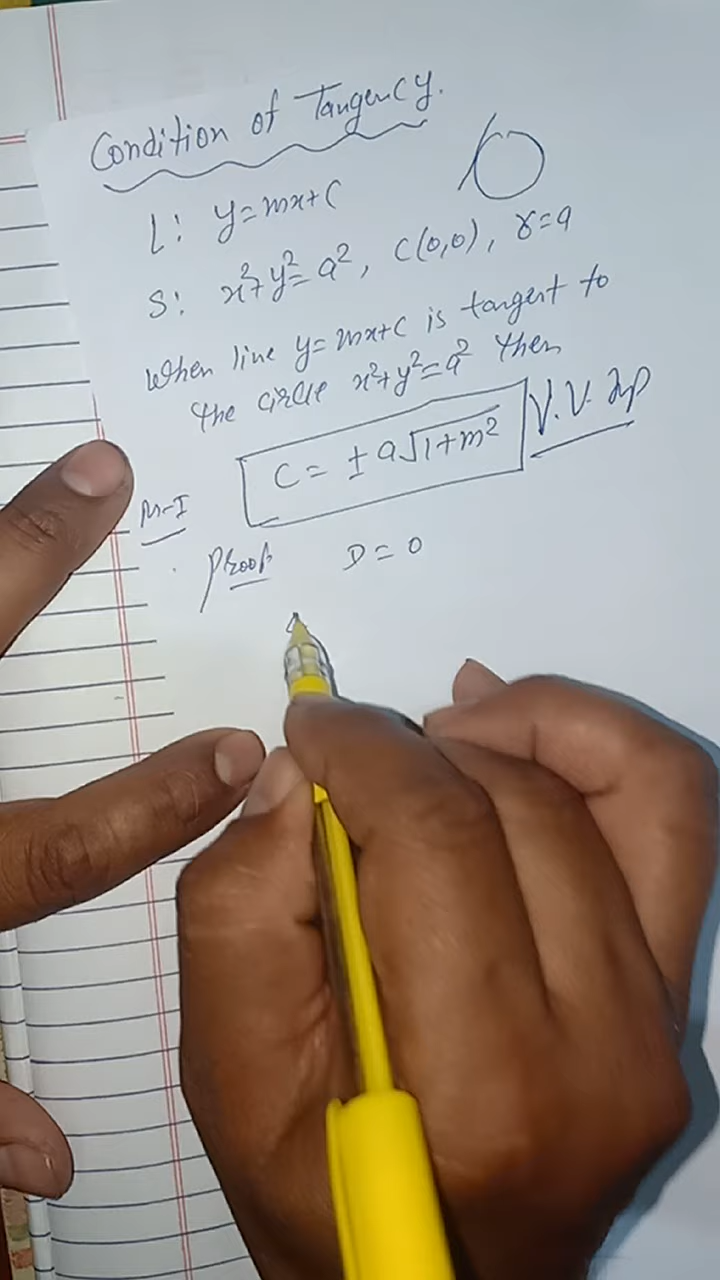 Condition of Tangency.
L: y=mx+c
S: x²+y²=a², C(0,0), r=a
When line y=mx+c is tangent to
the circle x²+y²=a² then
C = ± a√1+m² V.V. Imp
M-I
Proof D = 0